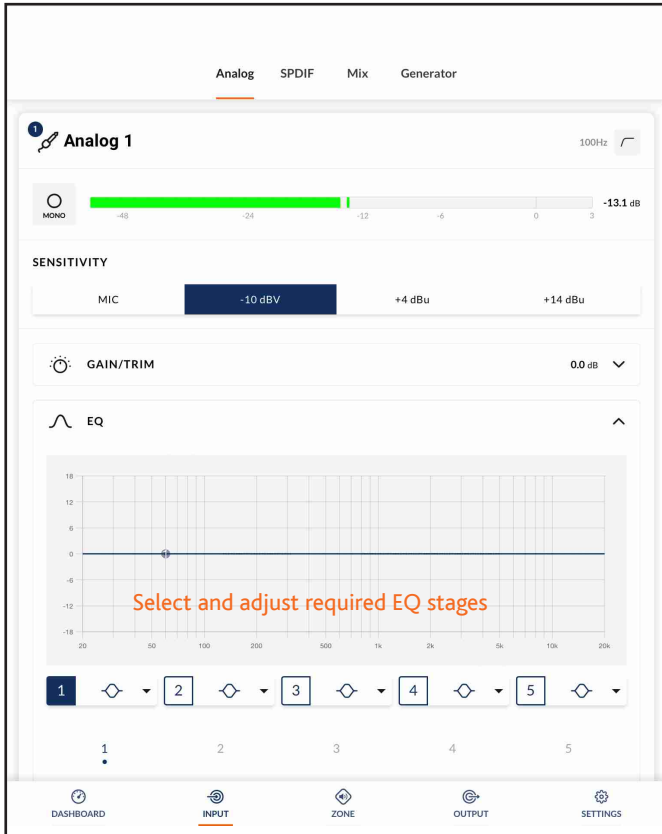 Analog SPDIF Mix Generator
1
Analog 1
100Hz
MONO
-48 -24 -12 -6 0 3
-13.1 dB
SENSITIVITY
MIC -10 dBV +4 dBu +14 dBu
GAIN/TRIM 0.0 dB
EQ
18
12
6
0
-6
-12
-18
Select and adjust required EQ stages
20 50 100 200 500 1k 2k 5k 10k 20k
1 2 3 4 5
1 2 3 4 5
DASHBOARD INPUT ZONE OUTPUT SETTINGS